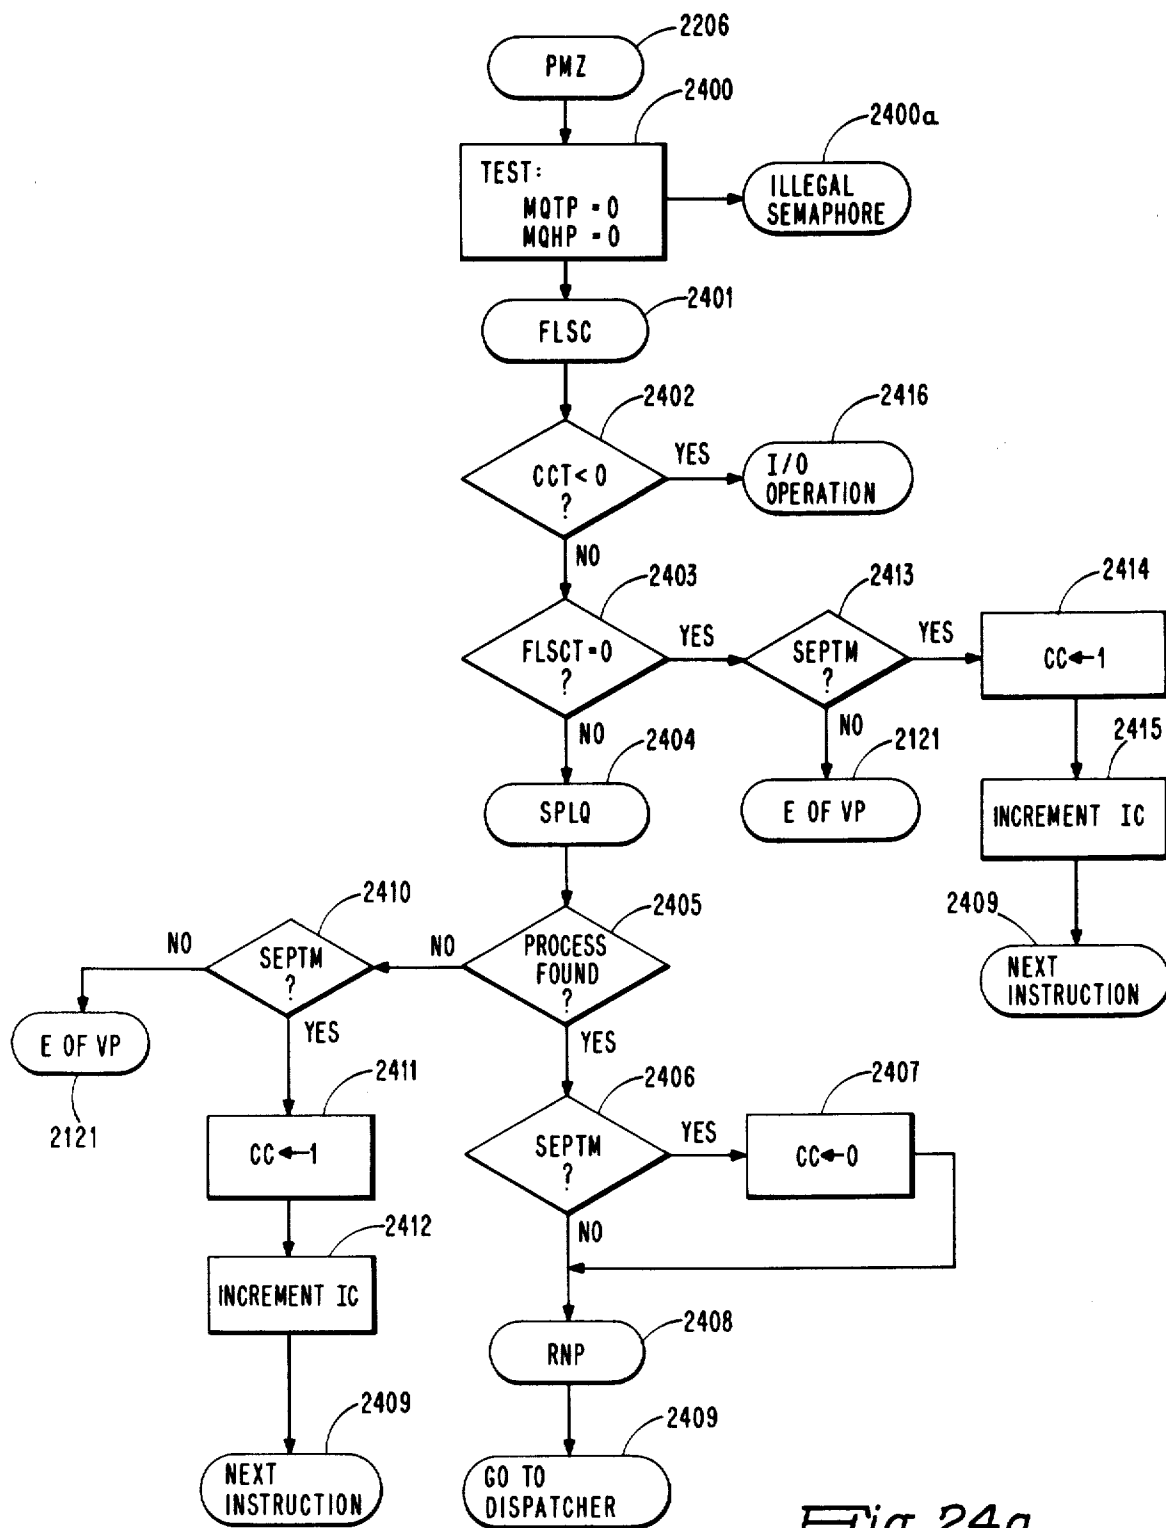 2206
PMZ
2400
TEST:
MQTP = 0
MQHP = 0
2400a
ILLEGAL
SEMAPHORE
2401
FLSC
2402
CCT < 0
?
YES
2416
I/O
OPERATION
NO
2403
FLSCT = 0
?
YES
2413
SEPTM
?
YES
2414
CC←1
NO
NO
2404
SPLQ
2121
E OF VP
2415
INCREMENT IC
2410
SEPTM
?
NO
NO
2405
PROCESS
FOUND
?
2409
NEXT
INSTRUCTION
E OF VP
2121
YES
YES
2411
CC←1
2406
SEPTM
?
YES
2407
CC←0
NO
2412
INCREMENT IC
2408
RNP
2409
NEXT
INSTRUCTION
2409
GO TO
DISPATCHER
Fig. 24a